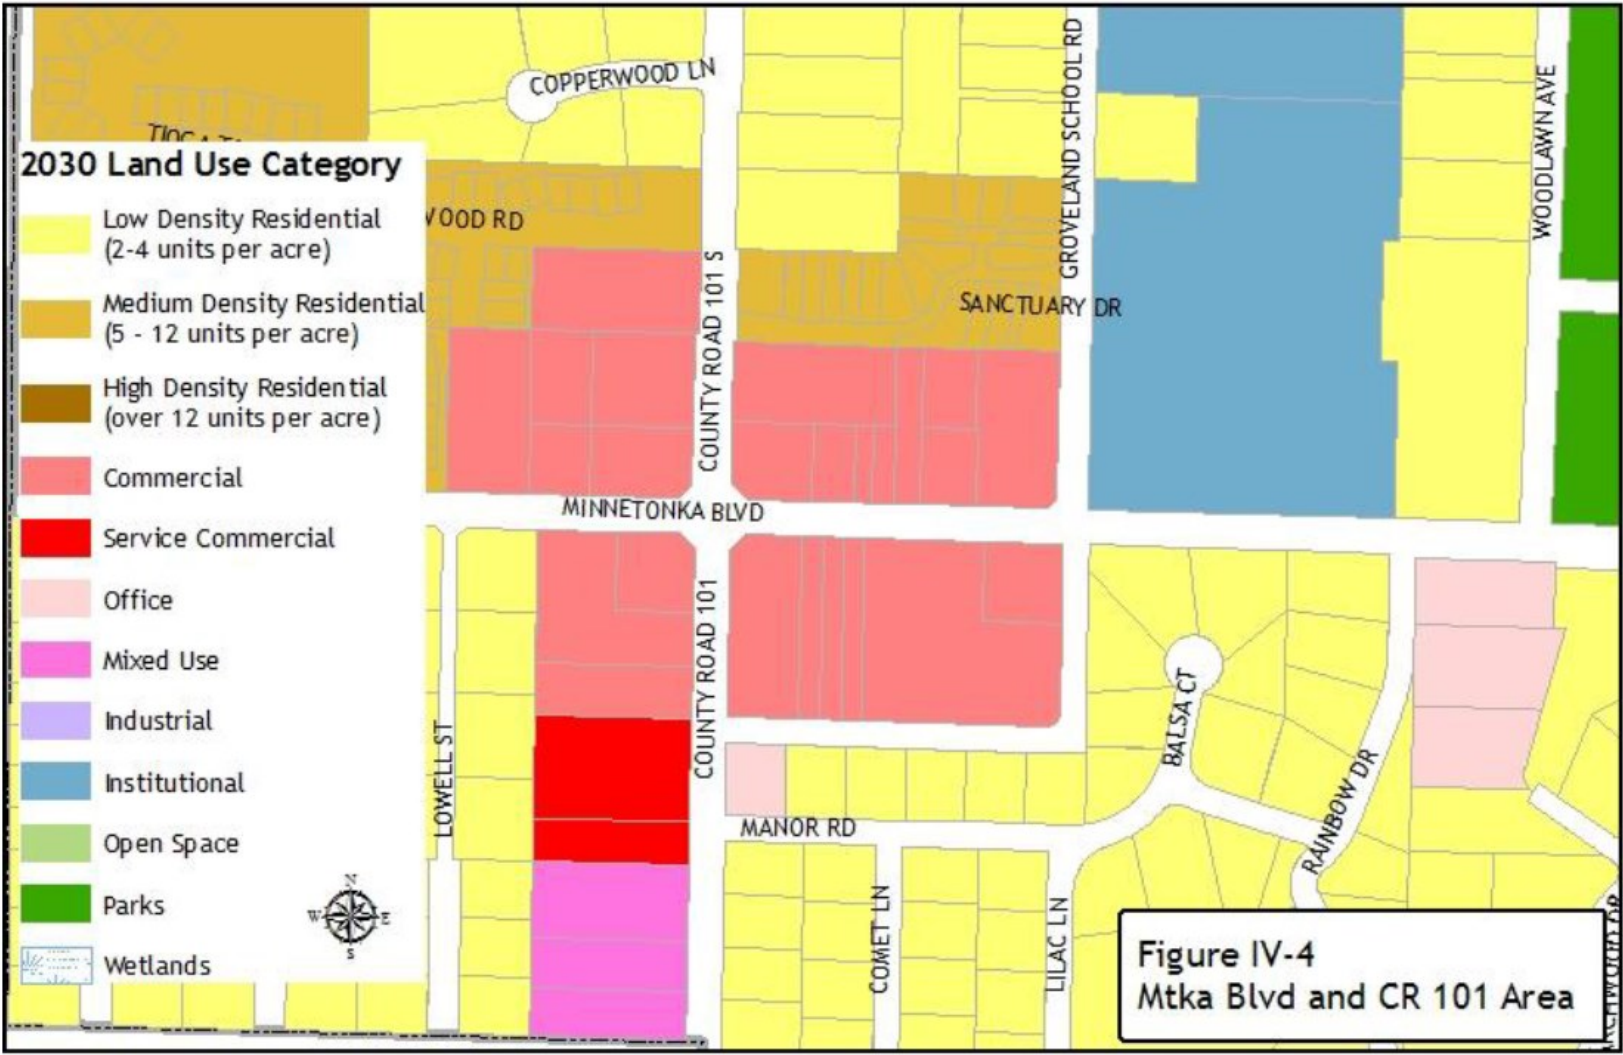 COPPERWOOD LN
GROVELAND SCHOOL RD
WOODLAWN AVE
2030 Land Use Category
Low Density Residential
(2-4 units per acre)
WOOD RD
Medium Density Residential
(5 - 12 units per acre)
COUNTY ROAD 101 S
SANCTUARY DR
High Density Residential
(over 12 units per acre)
Commercial
MINNETONKA BLVD
Service Commercial
Office
COUNTY ROAD 101
Mixed Use
Industrial
BALSA CT
LOWELL ST
Institutional
RAINBOW DR
MANOR RD
Open Space
Parks
N
W E
S
COMET LN
LILAC LN
Wetlands
Figure IV-4
Mtka Blvd and CR 101 Area